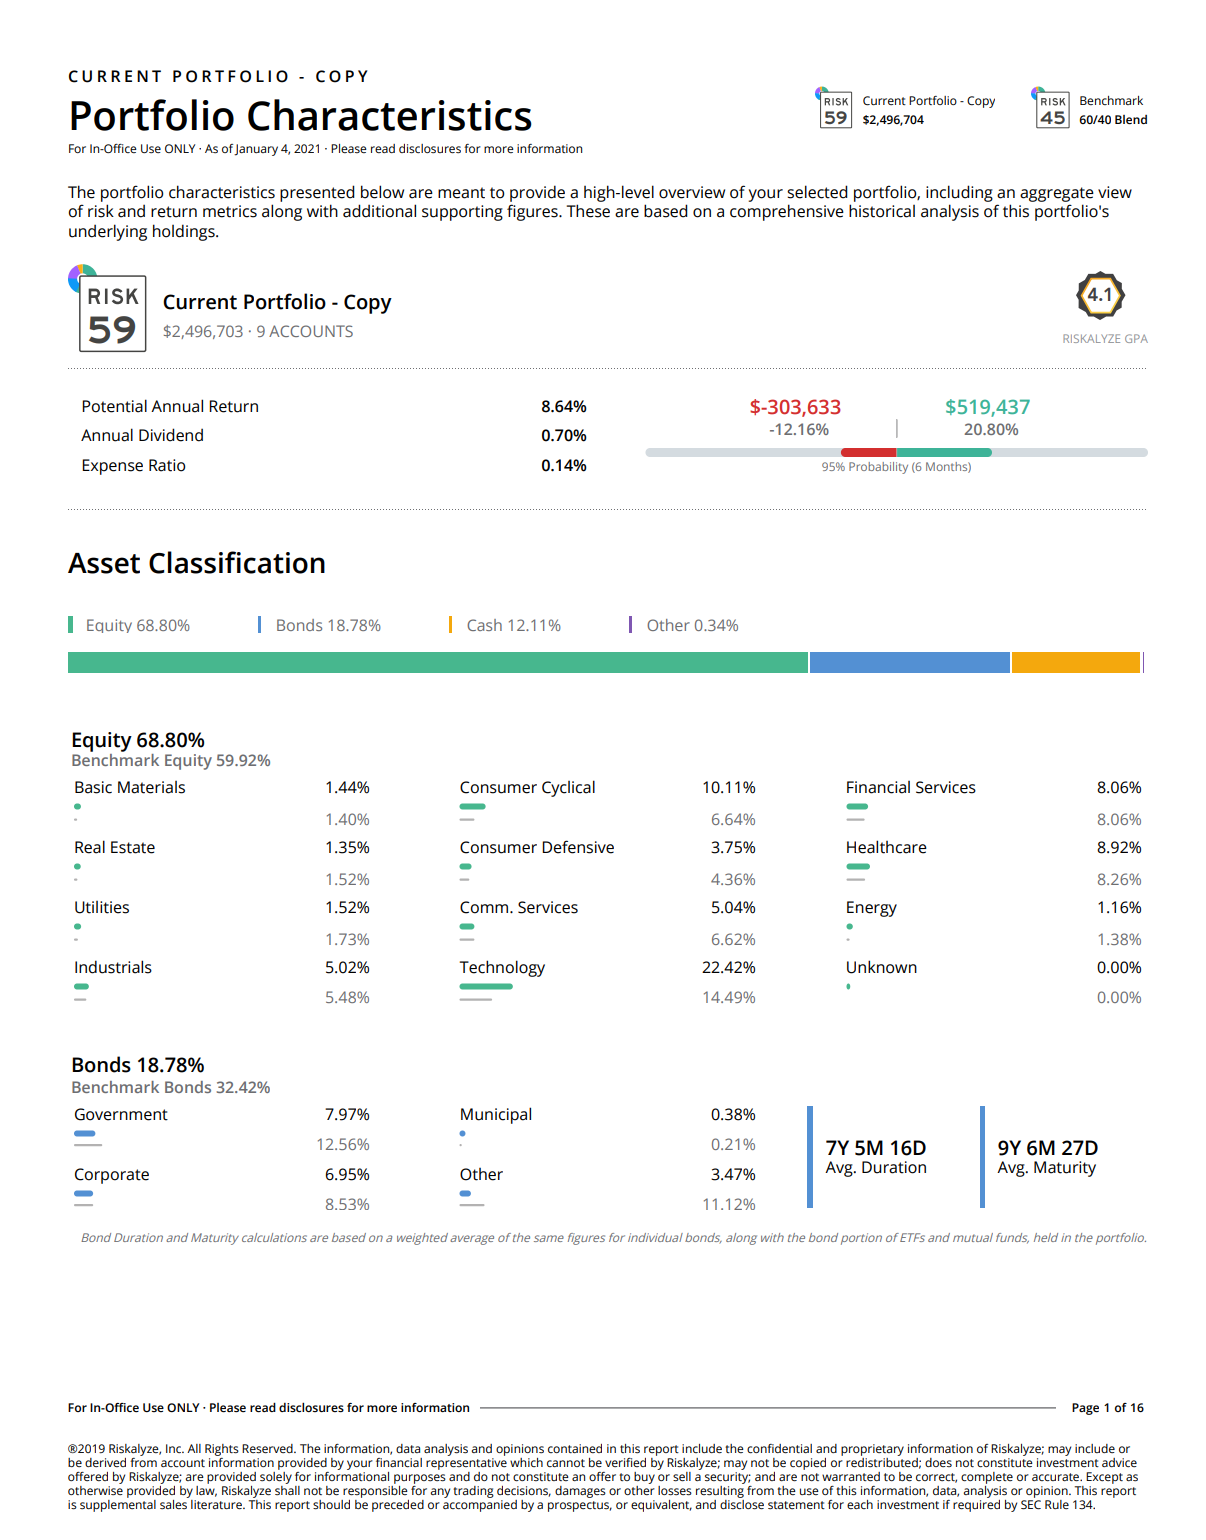 CURRENT PORTFOLIO - COPY
Portfolio Characteristics
For In-Office Use ONLY · As of January 4, 2021 · Please read disclosures for more information
RISK
59
Current Portfolio - Copy
$2,496,704
RISK
45
Benchmark
60/40 Blend
The portfolio characteristics presented below are meant to provide a high-level overview of your selected portfolio, including an aggregate view
of risk and return metrics along with additional supporting figures. These are based on a comprehensive historical analysis of this portfolio's
underlying holdings.
RISK
59
Current Portfolio - Copy
$2,496,703 · 9 ACCOUNTS
4.1
RISKALYZE GPA
Potential Annual Return 8.64%
Annual Dividend 0.70%
Expense Ratio 0.14%
$-303,633 $519,437
-12.16% 20.80%
95% Probability (6 Months)
Asset Classification
Equity 68.80% Bonds 18.78% Cash 12.11% Other 0.34%
Equity 68.80%
Benchmark Equity 59.92%
Basic Materials 1.44% Consumer Cyclical 10.11% Financial Services 8.06%
1.40% 6.64% 8.06%
Real Estate 1.35% Consumer Defensive 3.75% Healthcare 8.92%
1.52% 4.36% 8.26%
Utilities 1.52% Comm. Services 5.04% Energy 1.16%
1.73% 6.62% 1.38%
Industrials 5.02% Technology 22.42% Unknown 0.00%
5.48% 14.49% 0.00%
Bonds 18.78%
Benchmark Bonds 32.42%
Government 7.97% Municipal 0.38%
12.56% 0.21%
Corporate 6.95% Other 3.47%
8.53% 11.12%
7Y 5M 16D
Avg. Duration
9Y 6M 27D
Avg. Maturity
Bond Duration and Maturity calculations are based on a weighted average of the same figures for individual bonds, along with the bond portion of ETFs and mutual funds, held in the portfolio.
For In-Office Use ONLY · Please read disclosures for more information Page 1 of 16
®2019 Riskalyze, Inc. All Rights Reserved. The information, data analysis and opinions contained in this report include the confidential and proprietary information of Riskalyze; may include or
be derived from account information provided by your financial representative which cannot be verified by Riskalyze; may not be copied or redistributed; does not constitute investment advice
offered by Riskalyze; are provided solely for informational purposes and do not constitute an offer to buy or sell a security; and are not warranted to be correct, complete or accurate. Except as
otherwise provided by law, Riskalyze shall not be responsible for any trading decisions, damages or other losses resulting from the use of this information, data, analysis or opinion. This report
is supplemental sales literature. This report should be preceded or accompanied by a prospectus, or equivalent, and disclose statement for each investment if required by SEC Rule 134.